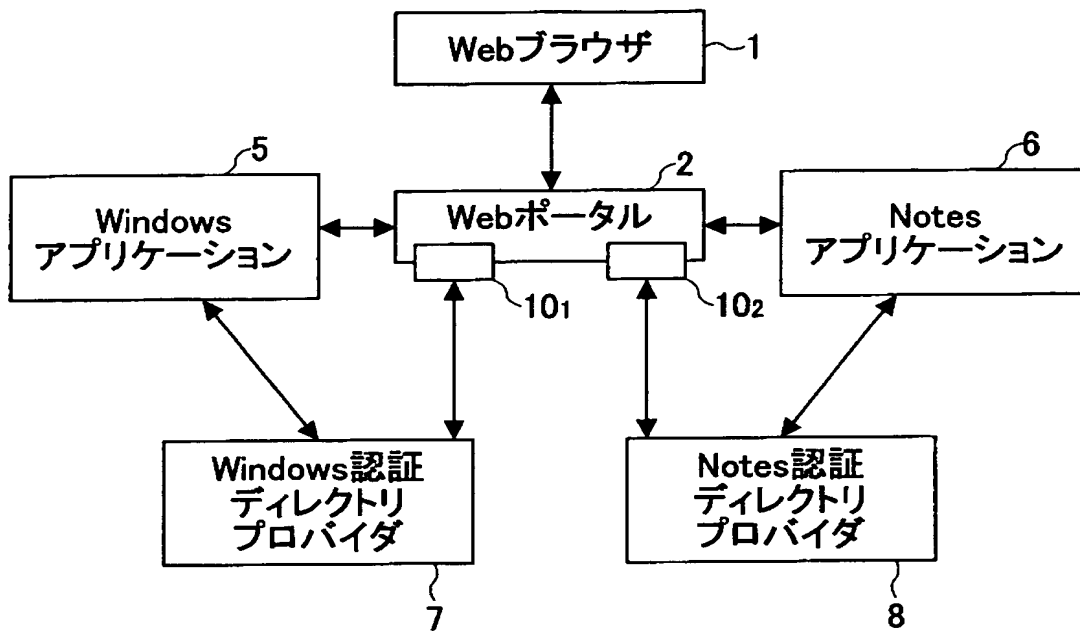 Webブラウザ
1
5
2
6
Windows
アプリケーション
Webポータル
Notes
アプリケーション
10₁
10₂
Windows認証
ディレクトリ
プロバイダ
Notes認証
ディレクトリ
プロバイダ
7
8